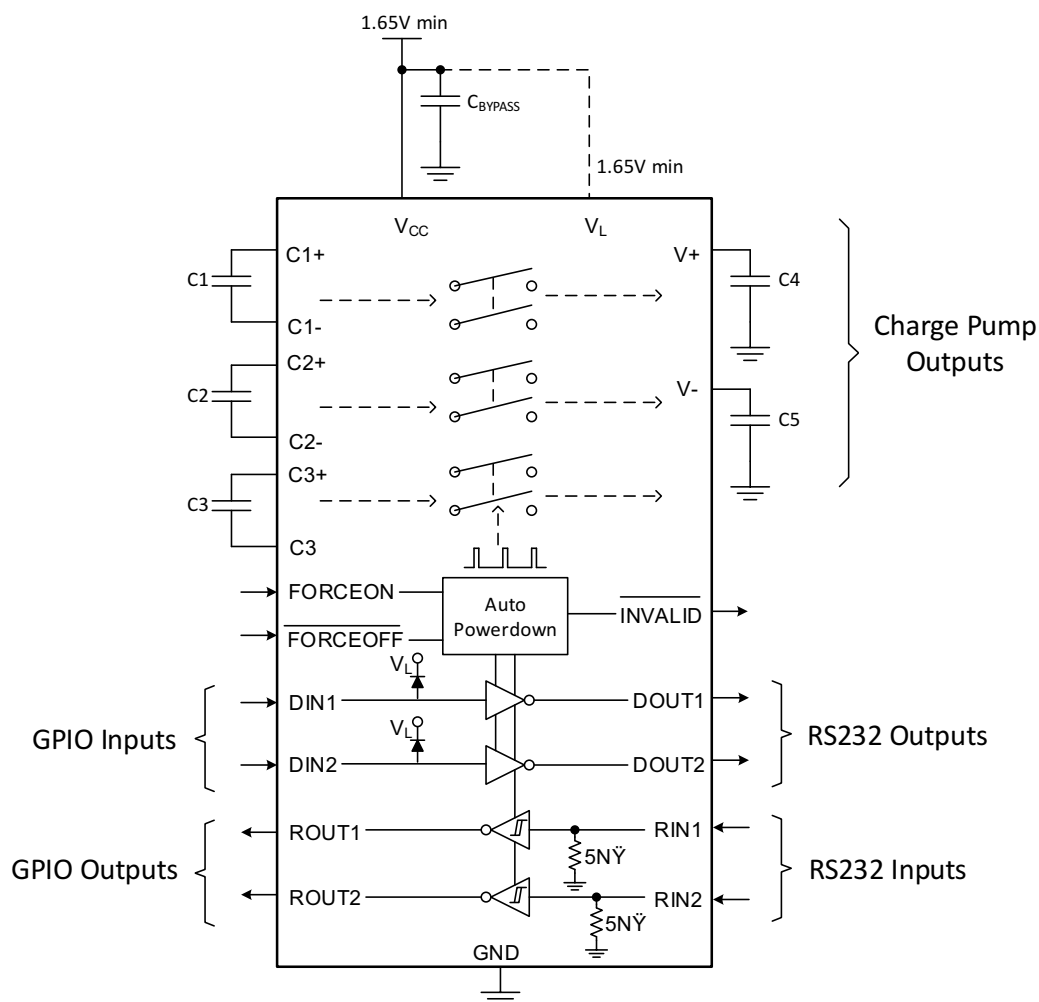 1.65V min
CBYPASS
1.65V min
VCC
VL
C1+
V+
C1
C4
C1-
Charge Pump
Outputs
C2+
V-
C2
C5
C2-
C3+
C3
C3
FORCEON
Auto
Powerdown
INVALID
FORCEOFF
VL
DIN1
DOUT1
GPIO Inputs
VL
RS232 Outputs
DIN2
DOUT2
ROUT1
RIN1
5NŸ
GPIO Outputs
RS232 Inputs
ROUT2
RIN2
5NŸ
GND